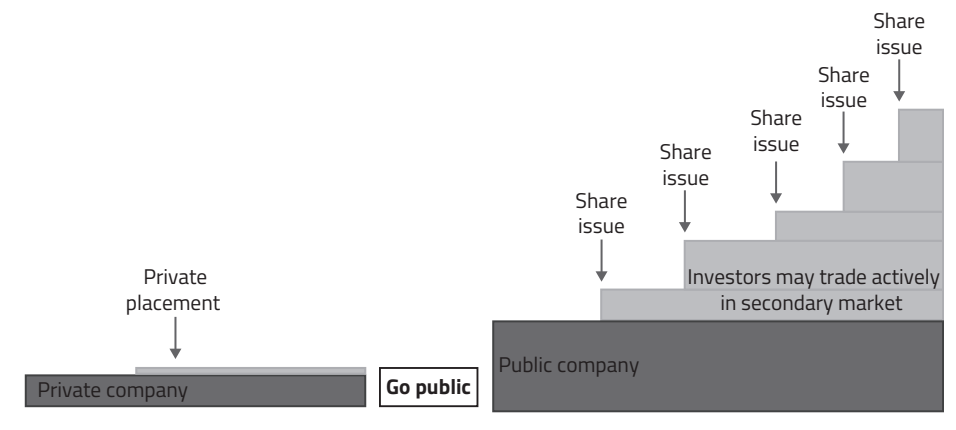 Share
issue
Share
issue
Share
issue
Share
issue
Share
issue
Private
placement
Investors may trade actively
in secondary market
Public company
Private company
Go public